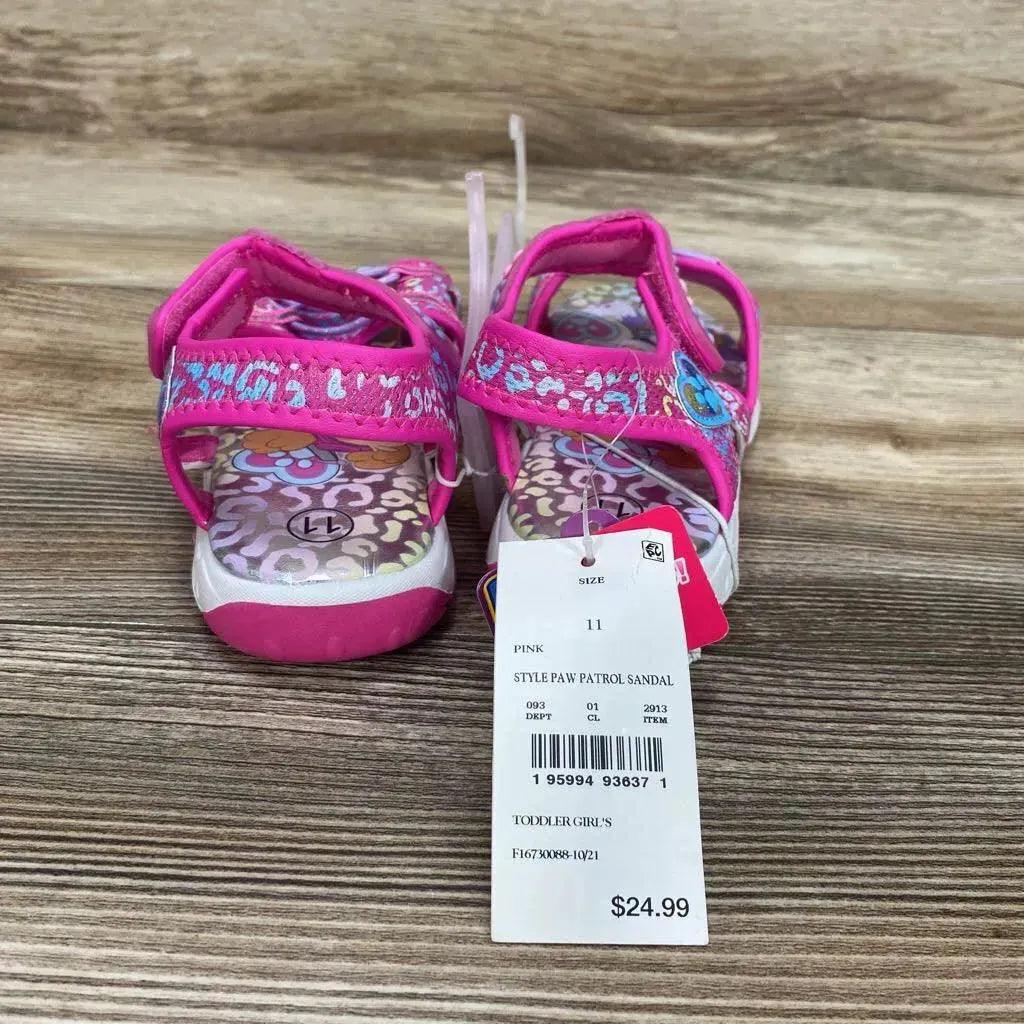 11
11
!
SIZE
11
PINK
STYLE PAW PATROL SANDAL
093 01 2913
DEPT CL ITEM
1 95994 93637 1
TODDLER GIRL'S
F16730088-10/21
$24.99